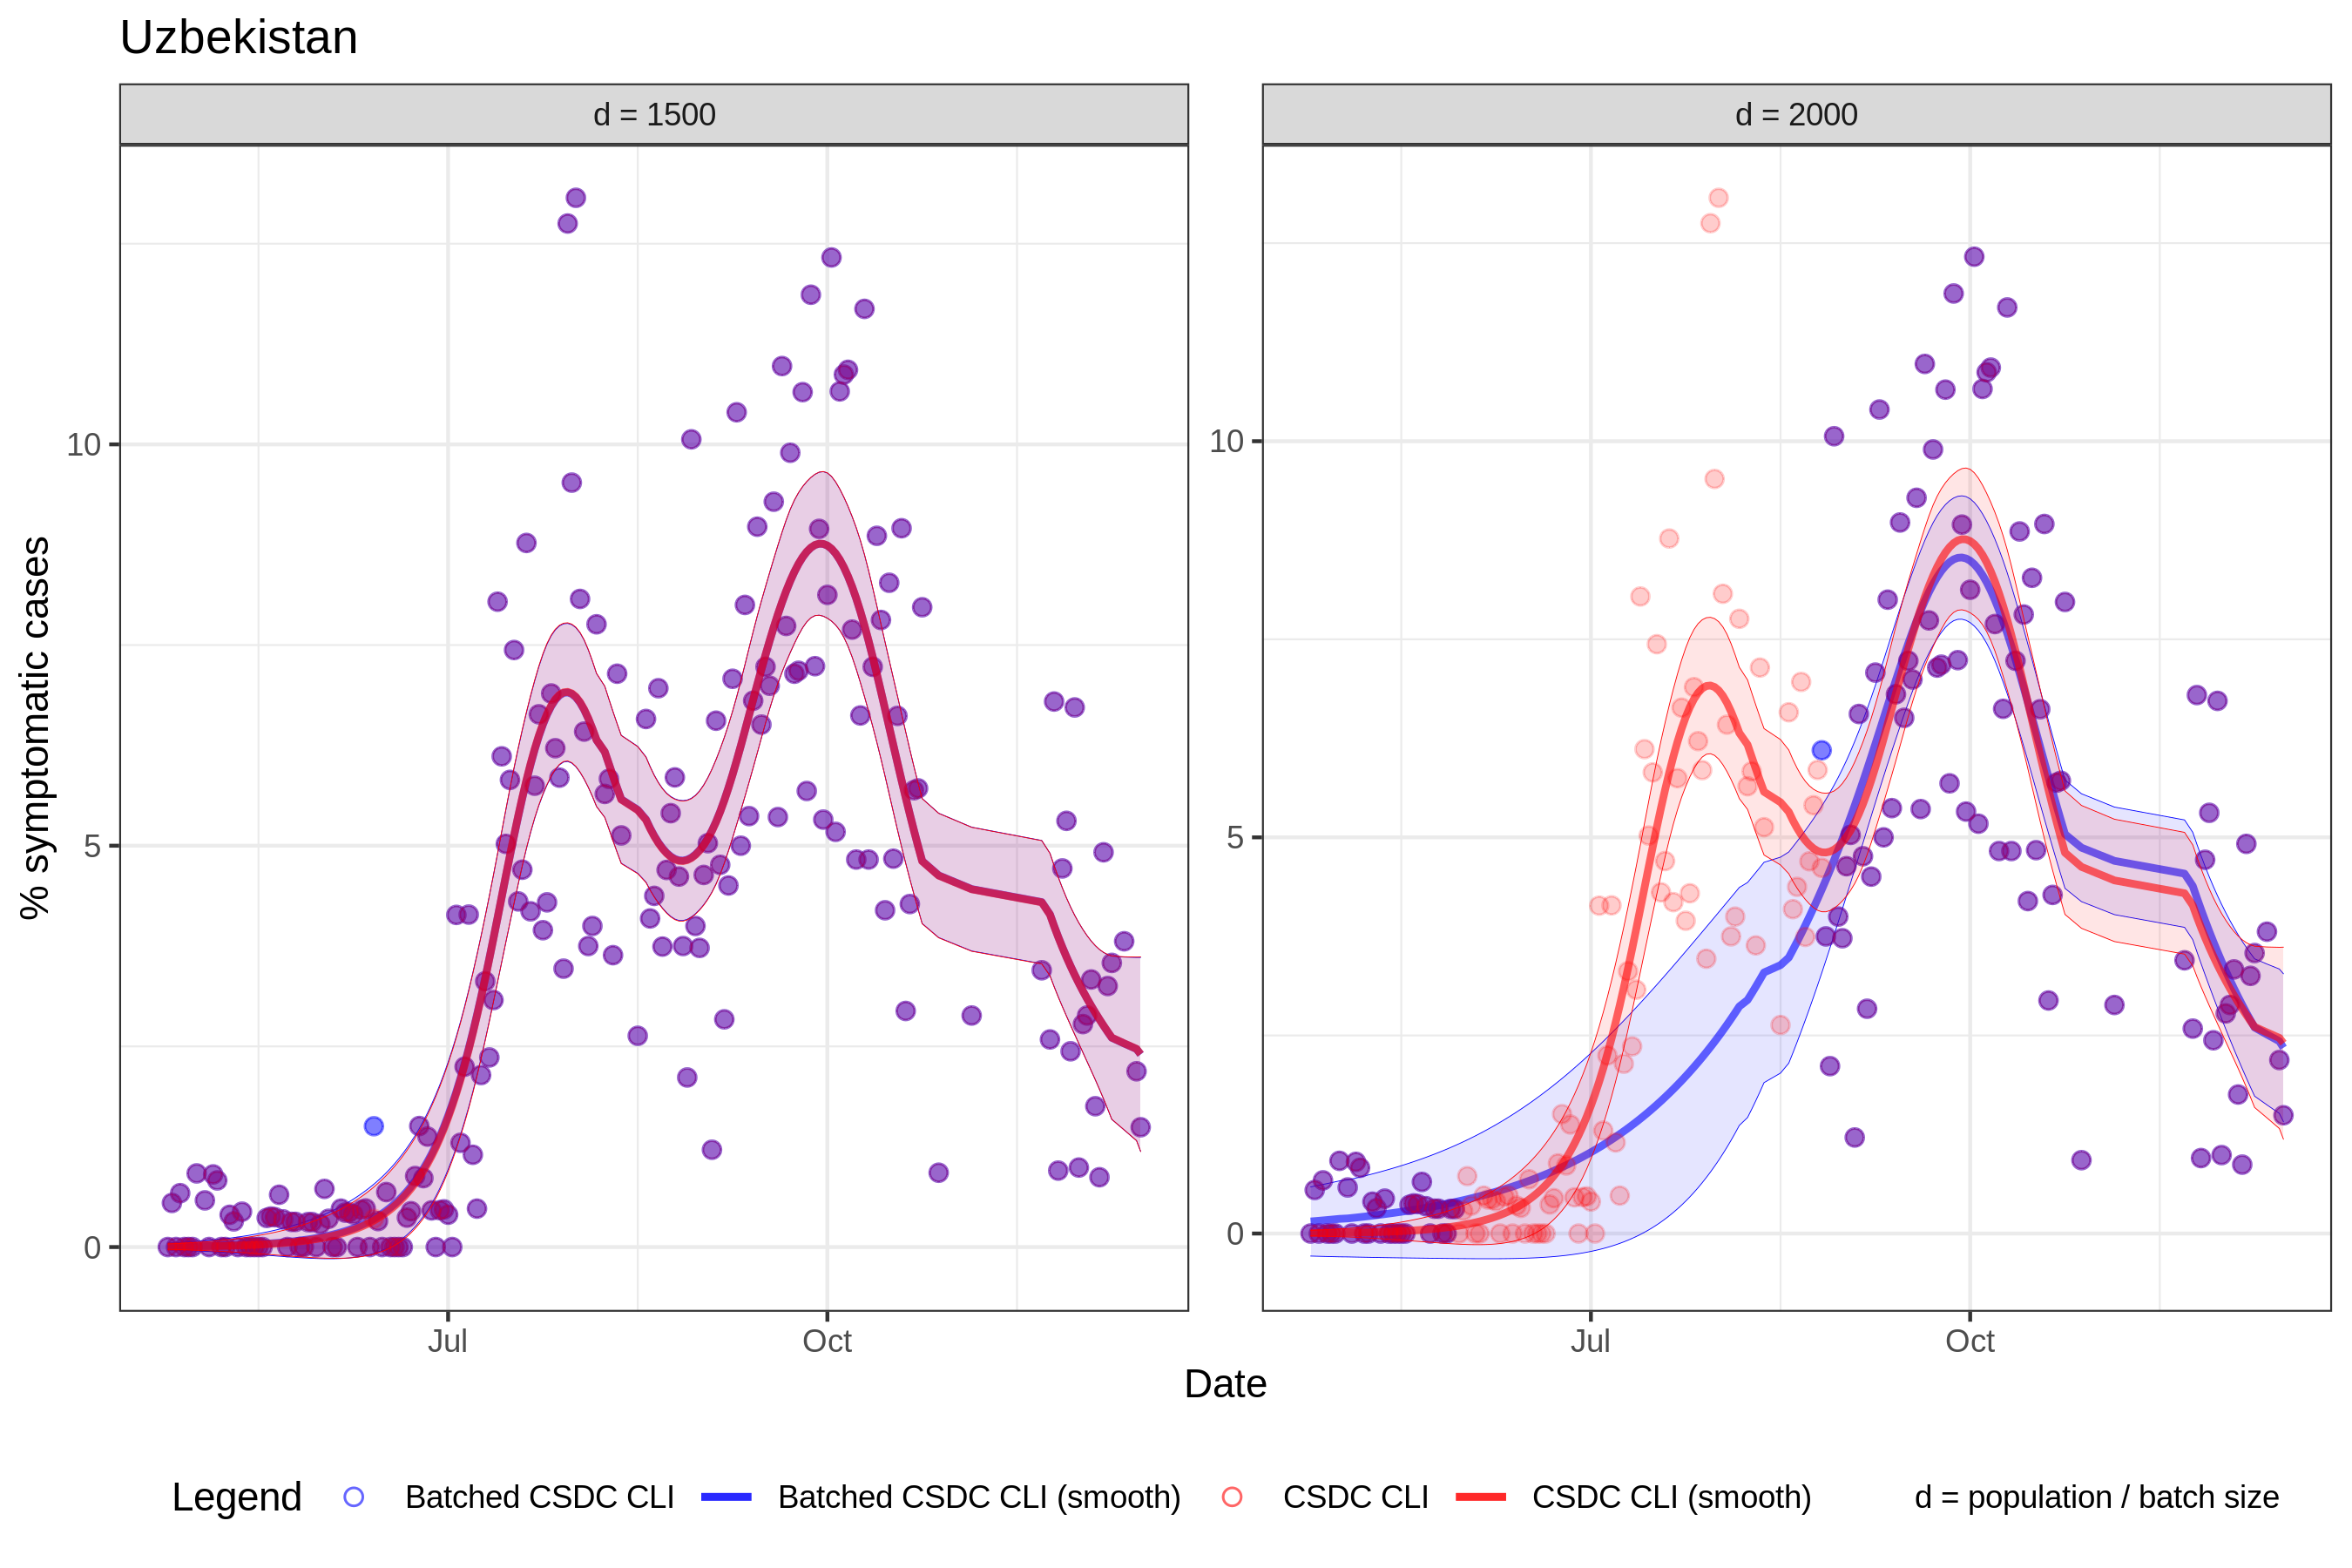 Uzbekistan
d = 1500
d = 2000
% symptomatic cases
10
5
0
10
5
0
Jul
Oct
Jul
Oct
Date
Legend
Batched CSDC CLI
Batched CSDC CLI (smooth)
CSDC CLI
CSDC CLI (smooth)
d = population / batch size